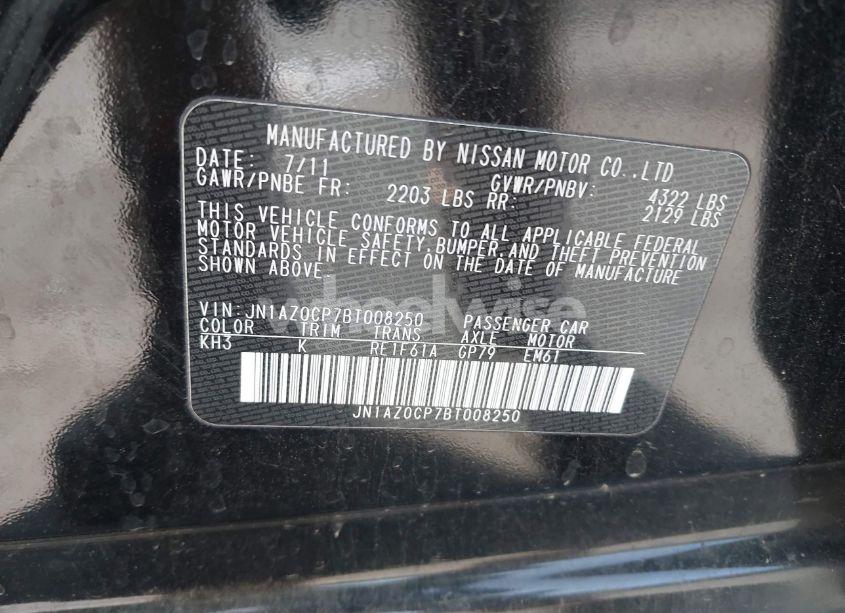 MANUFACTURED BY NISSAN MOTOR CO.,LTD
DATE: 7/11 GVWR/PNBV: 4322 LBS
GAWR/PNBE FR: 2203 LBS RR: 2129 LBS
THIS VEHICLE CONFORMS TO ALL APPLICABLE FEDERAL
MOTOR VEHICLE SAFETY,BUMPER,AND THEFT PREVENTION
STANDARDS IN EFFECT ON THE DATE OF MANUFACTURE
SHOWN ABOVE.
VIN:JN1AZ0CP7BT008250 PASSENGER CAR
COLOR TRIM TRANS AXLE MOTOR
KH3 K RE1F61A GP79 EM61
JN1AZ0CP7BT008250
wheelwise